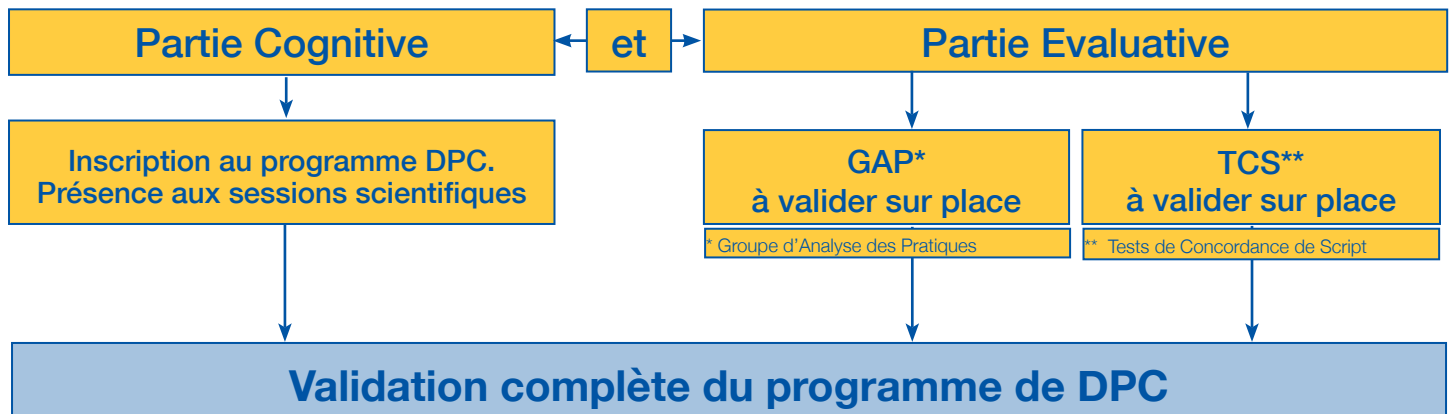 Partie Cognitive
et
Partie Evaluative
Inscription au programme DPC.
Présence aux sessions scientifiques
GAP*
à valider sur place
* Groupe d'Analyse des Pratiques
TCS**
à valider sur place
** Tests de Concordance de Script
Validation complète du programme de DPC